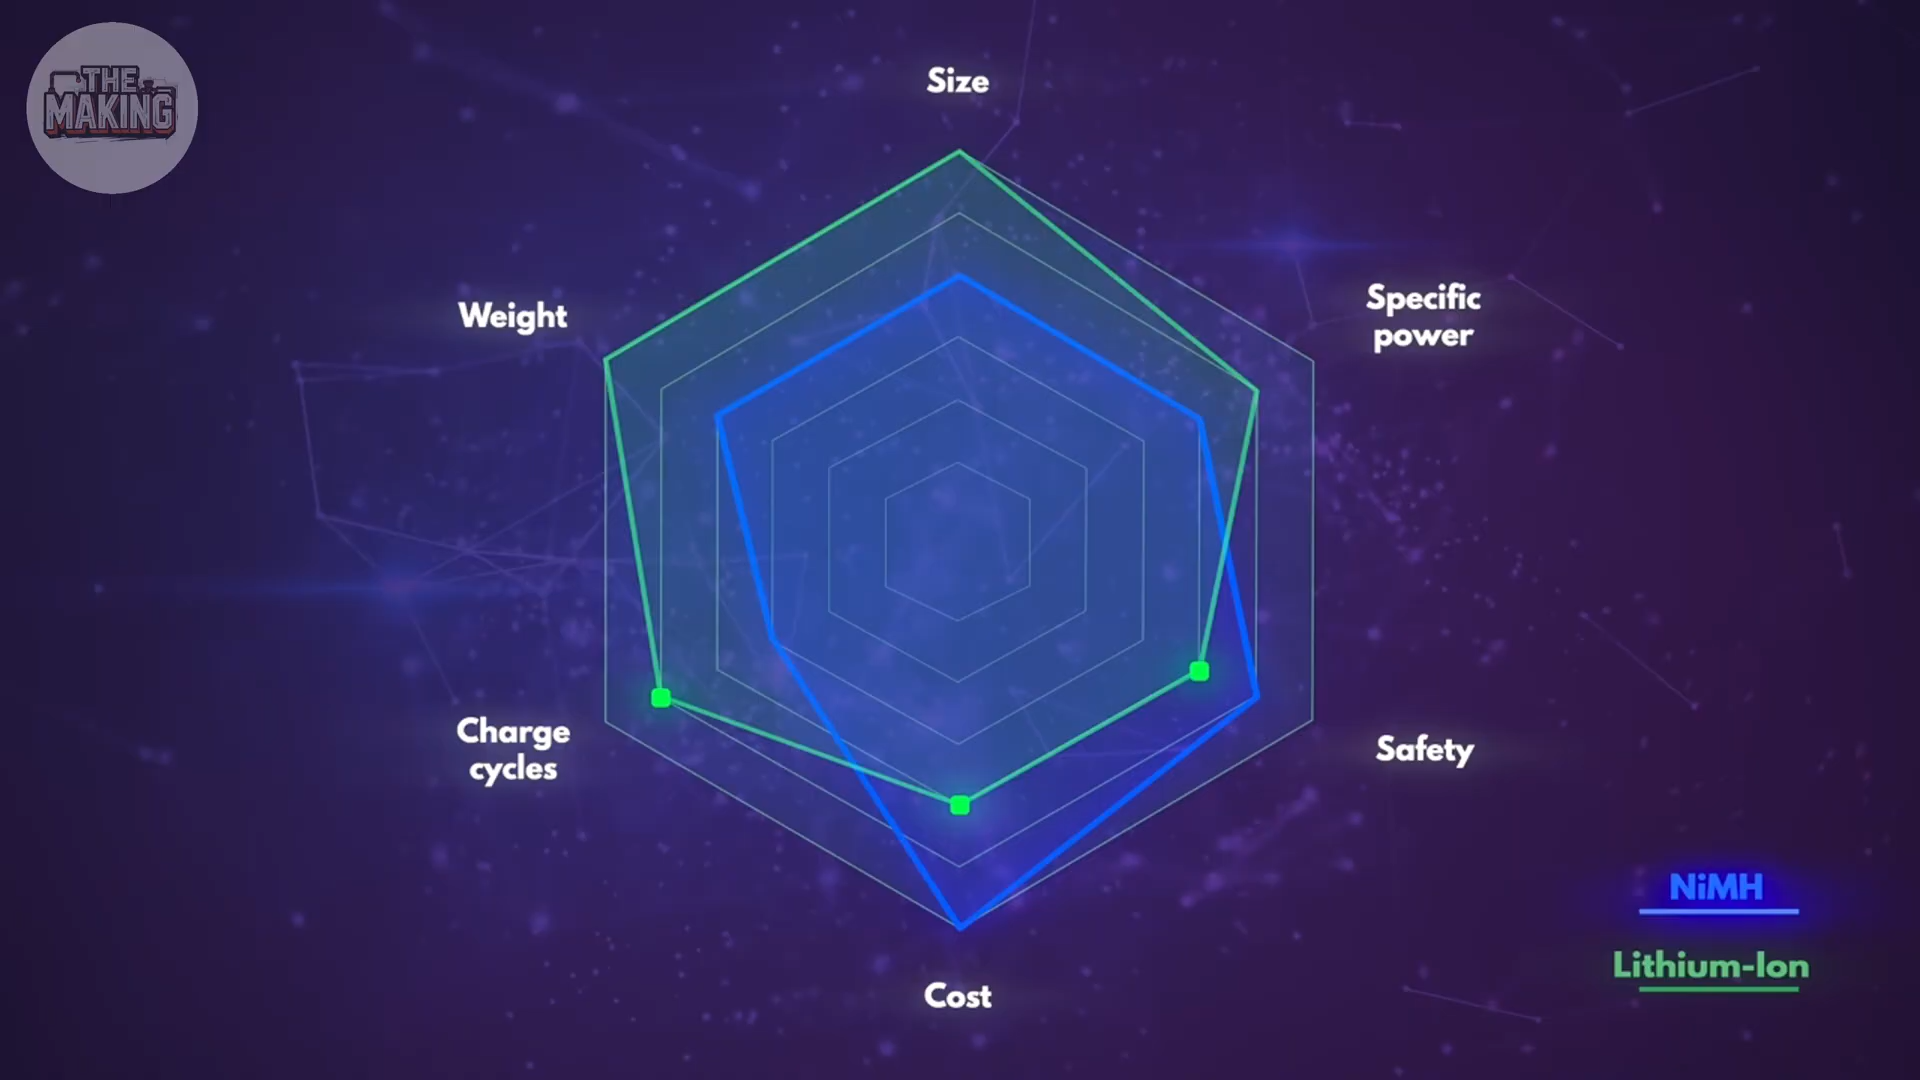 THE
MAKING
Size
Specific
power
Weight
Charge
cycles
Safety
Cost
NiMH
Lithium-Ion